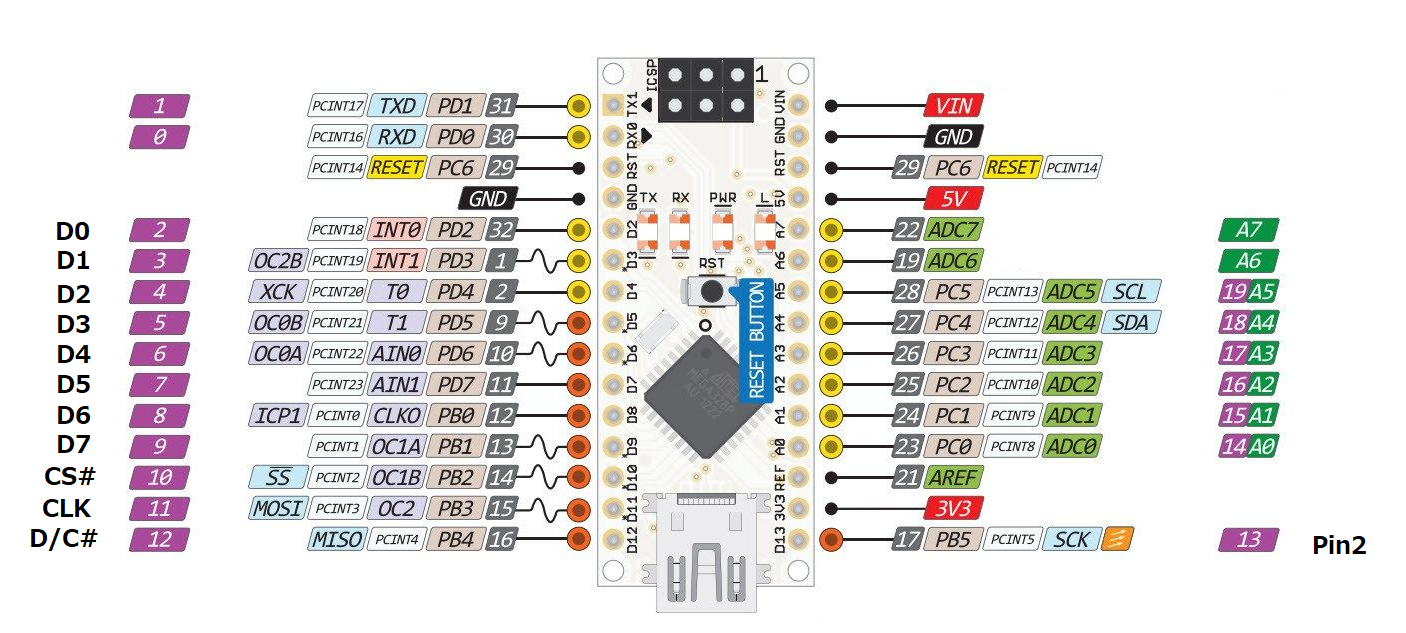 ICSP 1
1 PCINT17 TXD PD1 31 TX1 VIN VIN
0 PCINT16 RXD PD0 30 RX0 GND GND
PCINT14 RESET PC6 29 RST RST 29 PC6 RESET PCINT14
GND GND 5V 5V
TX RX PWR L
D0 2 PCINT18 INT0 PD2 32 D2 A7 22 ADC7 A7
D1 3 OC2B PCINT19 INT1 PD3 1 *D3 A6 19 ADC6 A6
RST
D2 4 XCK PCINT20 T0 PD4 2 D4 A5 28 PC5 PCINT13 ADC5 SCL 19 A5
D3 5 OC0B PCINT21 T1 PD5 9 *D5 A4 27 PC4 PCINT12 ADC4 SDA 18 A4
RESET BUTTON
D4 6 OC0A PCINT22 AIN0 PD6 10 *D6 A3 26 PC3 PCINT11 ADC3 17 A3
D5 7 PCINT23 AIN1 PD7 11 D7 A2 25 PC2 PCINT10 ADC2 16 A2
D6 8 ICP1 PCINT0 CLKO PB0 12 D8 A1 24 PC1 PCINT9 ADC1 15 A1
D7 9 PCINT1 OC1A PB1 13 *D9 A0 23 PC0 PCINT8 ADC0 14 A0
CS# 10 SS PCINT2 OC1B PB2 14 *D10 REF 21 AREF
CLK 11 MOSI PCINT3 OC2 PB3 15 *D11 3V3 3V3
D/C# 12 MISO PCINT4 PB4 16 D12 D13 17 PB5 PCINT5 SCK 13 Pin2